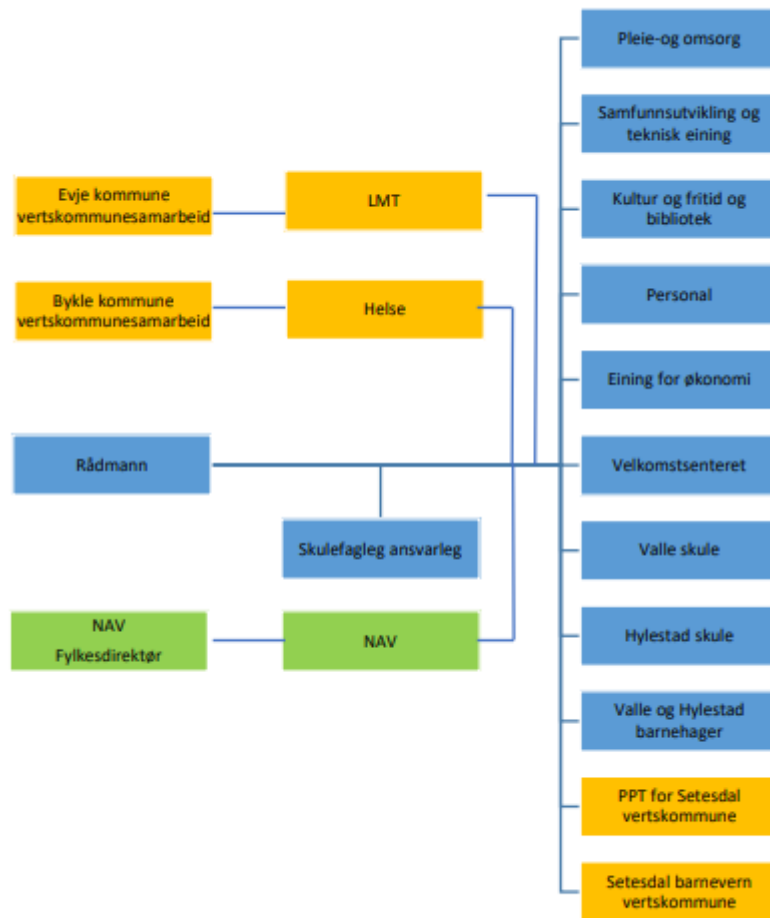 Pleie-og omsorg
Samfunnsutvikling og
teknisk eining
Evje kommune
vertskommunesamarbeid
LMT
Kultur og fritid og
bibliotek
Bykle kommune
vertskommunesamarbeid
Helse
Personal
Eining for økonomi
Rådmann
Velkomstsenteret
Skulefagleg ansvarleg
Valle skule
NAV
Fylkesdirektør
NAV
Hylestad skule
Valle og Hylestad
barnehager
PPT for Setesdal
vertskommune
Setesdal barnevern
vertskommune